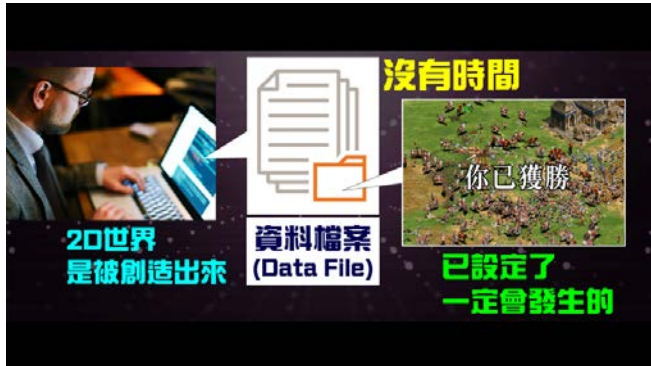 沒有時間
你已獲勝
2D世界
是被創造出來
資料檔案
(Data File)
已設定了
一定會發生的